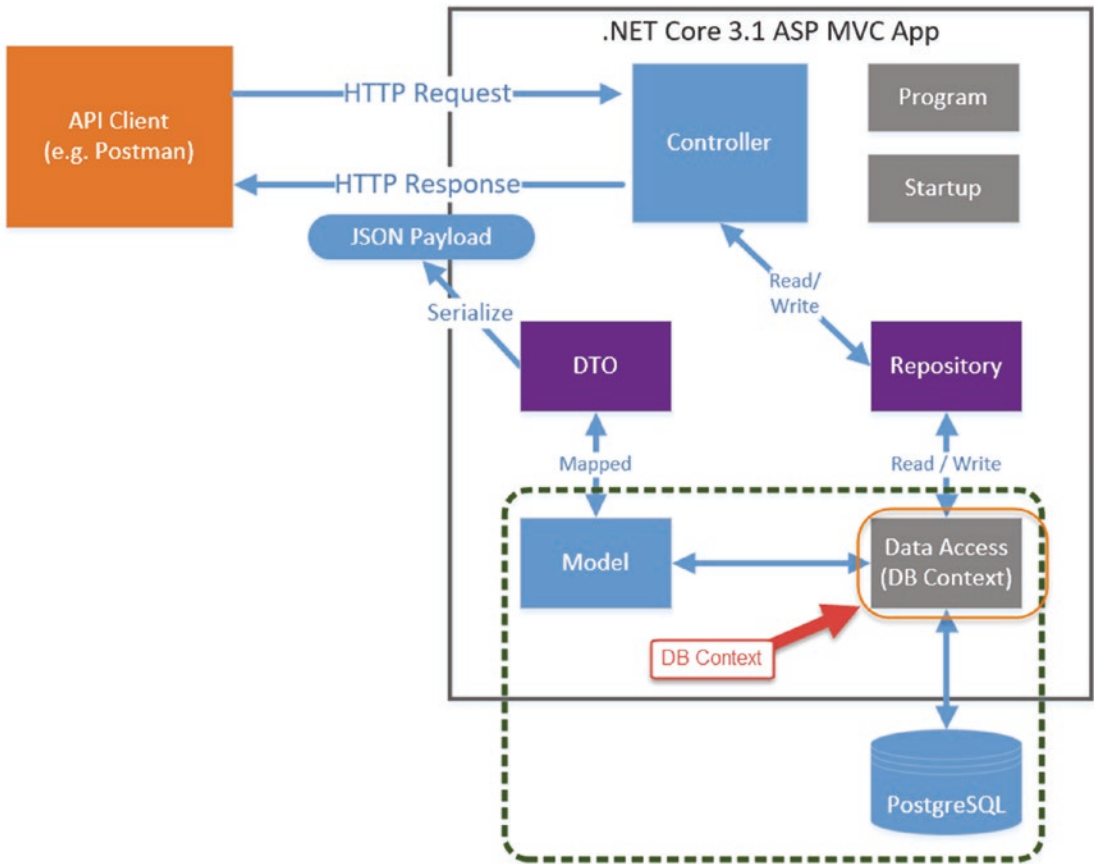 .NET Core 3.1 ASP MVC App
API Client
(e.g. Postman)
HTTP Request
HTTP Response
JSON Payload
Serialize
Controller
Program
Startup
Read/
Write
DTO
Repository
Mapped
Read / Write
Model
Data Access
(DB Context)
DB Context
PostgreSQL